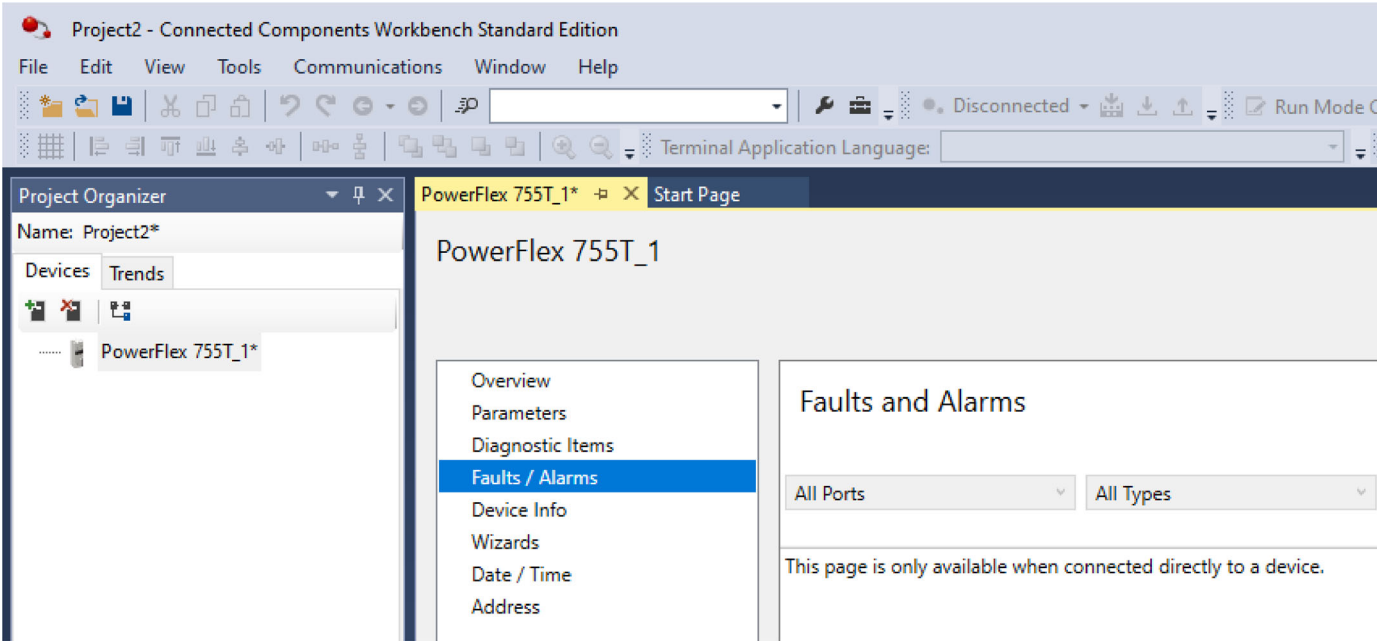 Project2 - Connected Components Workbench Standard Edition
File Edit View Tools Communications Window Help
Disconnected Run Mode
Terminal Application Language:
Project Organizer
PowerFlex 755T_1* Start Page
Name: Project2*
Devices Trends
PowerFlex 755T_1*
PowerFlex 755T_1
Overview
Parameters
Diagnostic Items
Faults / Alarms
Device Info
Wizards
Date / Time
Address
Faults and Alarms
All Ports All Types
This page is only available when connected directly to a device.